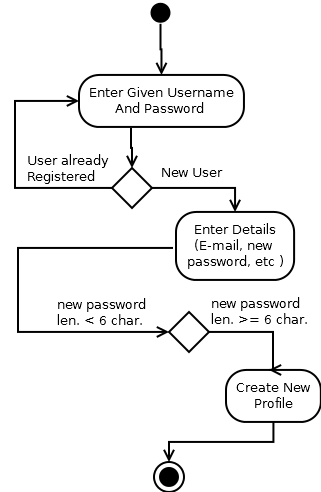 Enter Given Username
And Password
User already
Registered
New User
Enter Details
(E-mail, new
password, etc )
new password
len. < 6 char.
new password
len. >= 6 char.
Create New
Profile